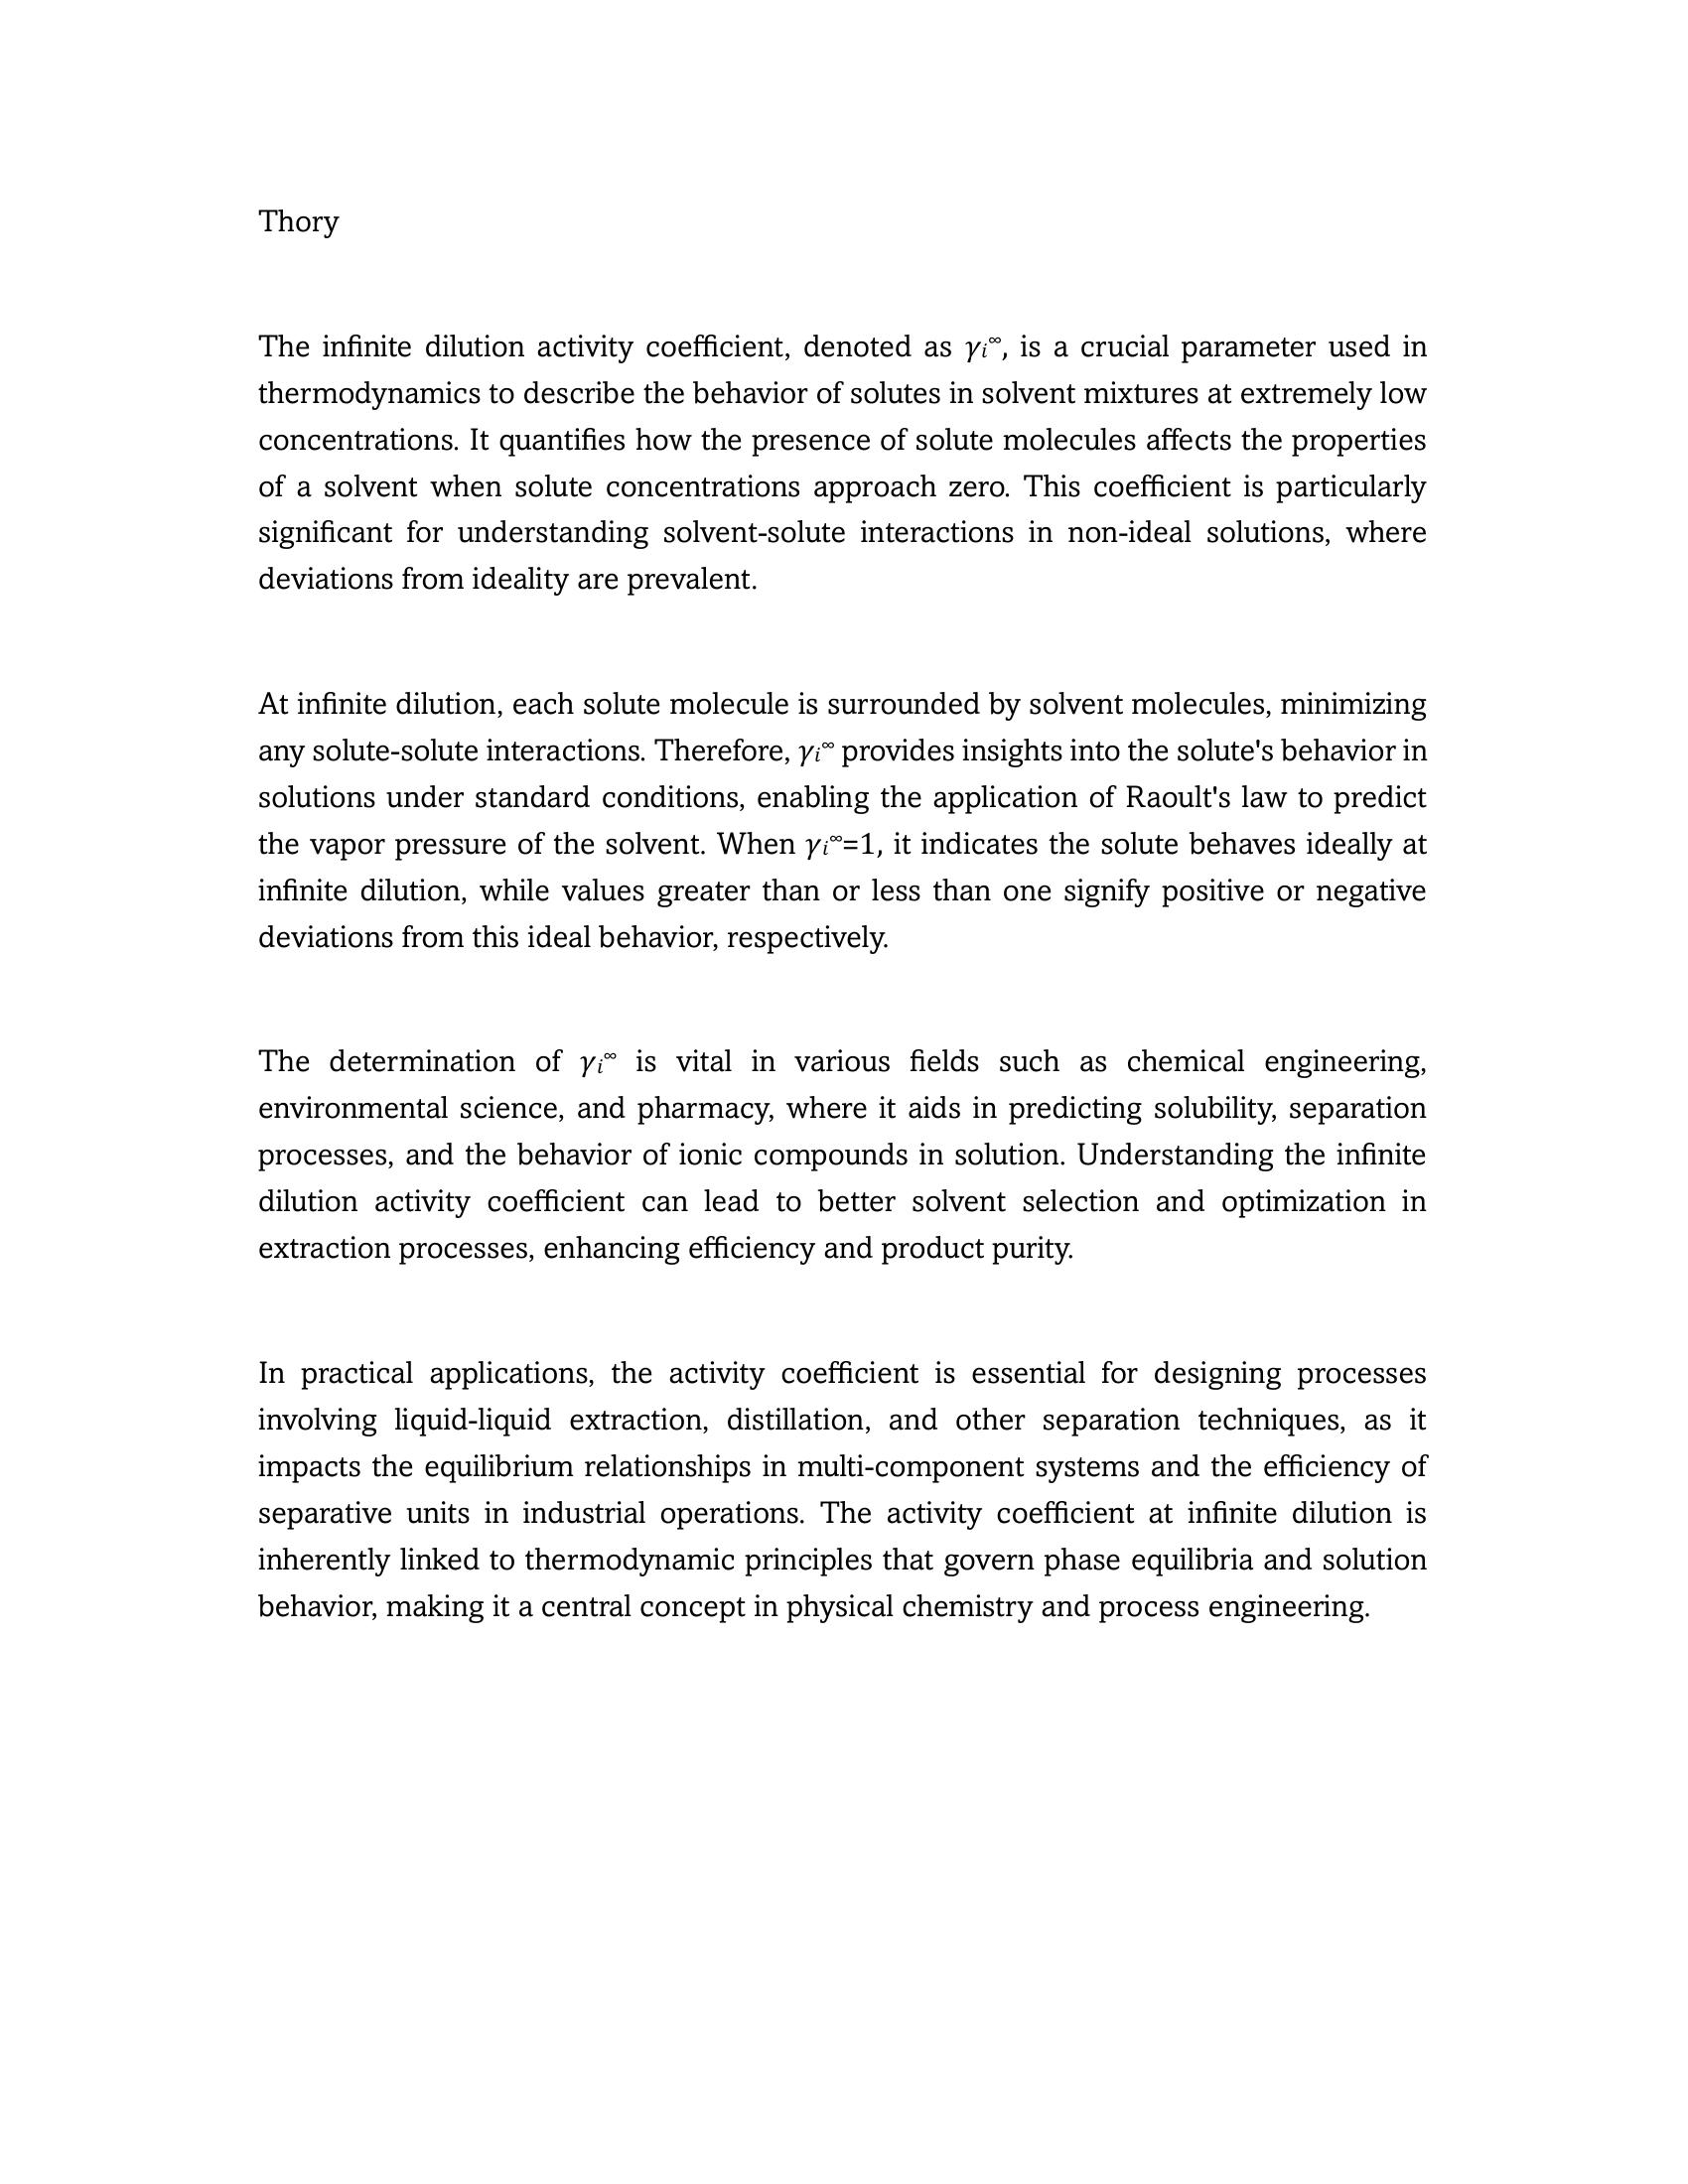 Thory
The infinite dilution activity coefficient, denoted as γi∞, is a crucial parameter used in
thermodynamics to describe the behavior of solutes in solvent mixtures at extremely low
concentrations. It quantifies how the presence of solute molecules affects the properties
of a solvent when solute concentrations approach zero. This coefficient is particularly
significant for understanding solvent-solute interactions in non-ideal solutions, where
deviations from ideality are prevalent.
At infinite dilution, each solute molecule is surrounded by solvent molecules, minimizing
any solute-solute interactions. Therefore, γi∞ provides insights into the solute's behavior in
solutions under standard conditions, enabling the application of Raoult's law to predict
the vapor pressure of the solvent. When γi∞=1, it indicates the solute behaves ideally at
infinite dilution, while values greater than or less than one signify positive or negative
deviations from this ideal behavior, respectively.
The determination of γi∞ is vital in various fields such as chemical engineering,
environmental science, and pharmacy, where it aids in predicting solubility, separation
processes, and the behavior of ionic compounds in solution. Understanding the infinite
dilution activity coefficient can lead to better solvent selection and optimization in
extraction processes, enhancing efficiency and product purity.
In practical applications, the activity coefficient is essential for designing processes
involving liquid-liquid extraction, distillation, and other separation techniques, as it
impacts the equilibrium relationships in multi-component systems and the efficiency of
separative units in industrial operations. The activity coefficient at infinite dilution is
inherently linked to thermodynamic principles that govern phase equilibria and solution
behavior, making it a central concept in physical chemistry and process engineering.